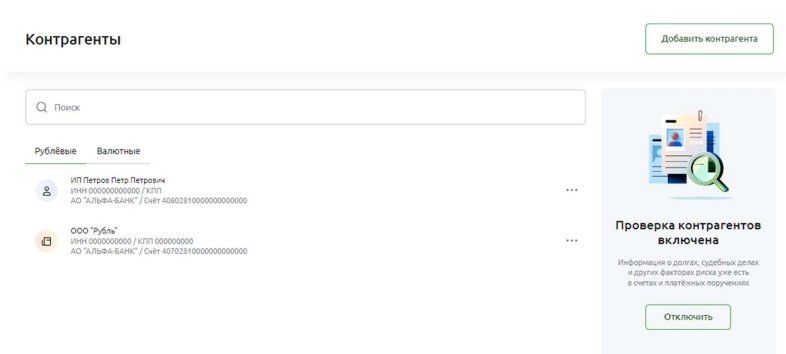 Контрагенты
Добавить контрагента
Поиск
Рублёвые Валютные
ИП Петров Петр Петрович
ИНН 000000000000 / КПП
АО "АЛЬФА-БАНК" / Счёт 40802810000000000000
ООО "Рубль"
ИНН 0000000000 / КПП 000000000
АО "АЛЬФА-БАНК" / Счёт 40702810000000000000
Проверка контрагентов
включена
Информация о долгах, судебных делах
и других факторах риска уже есть
в счетах и платёжных поручениях
Отключить